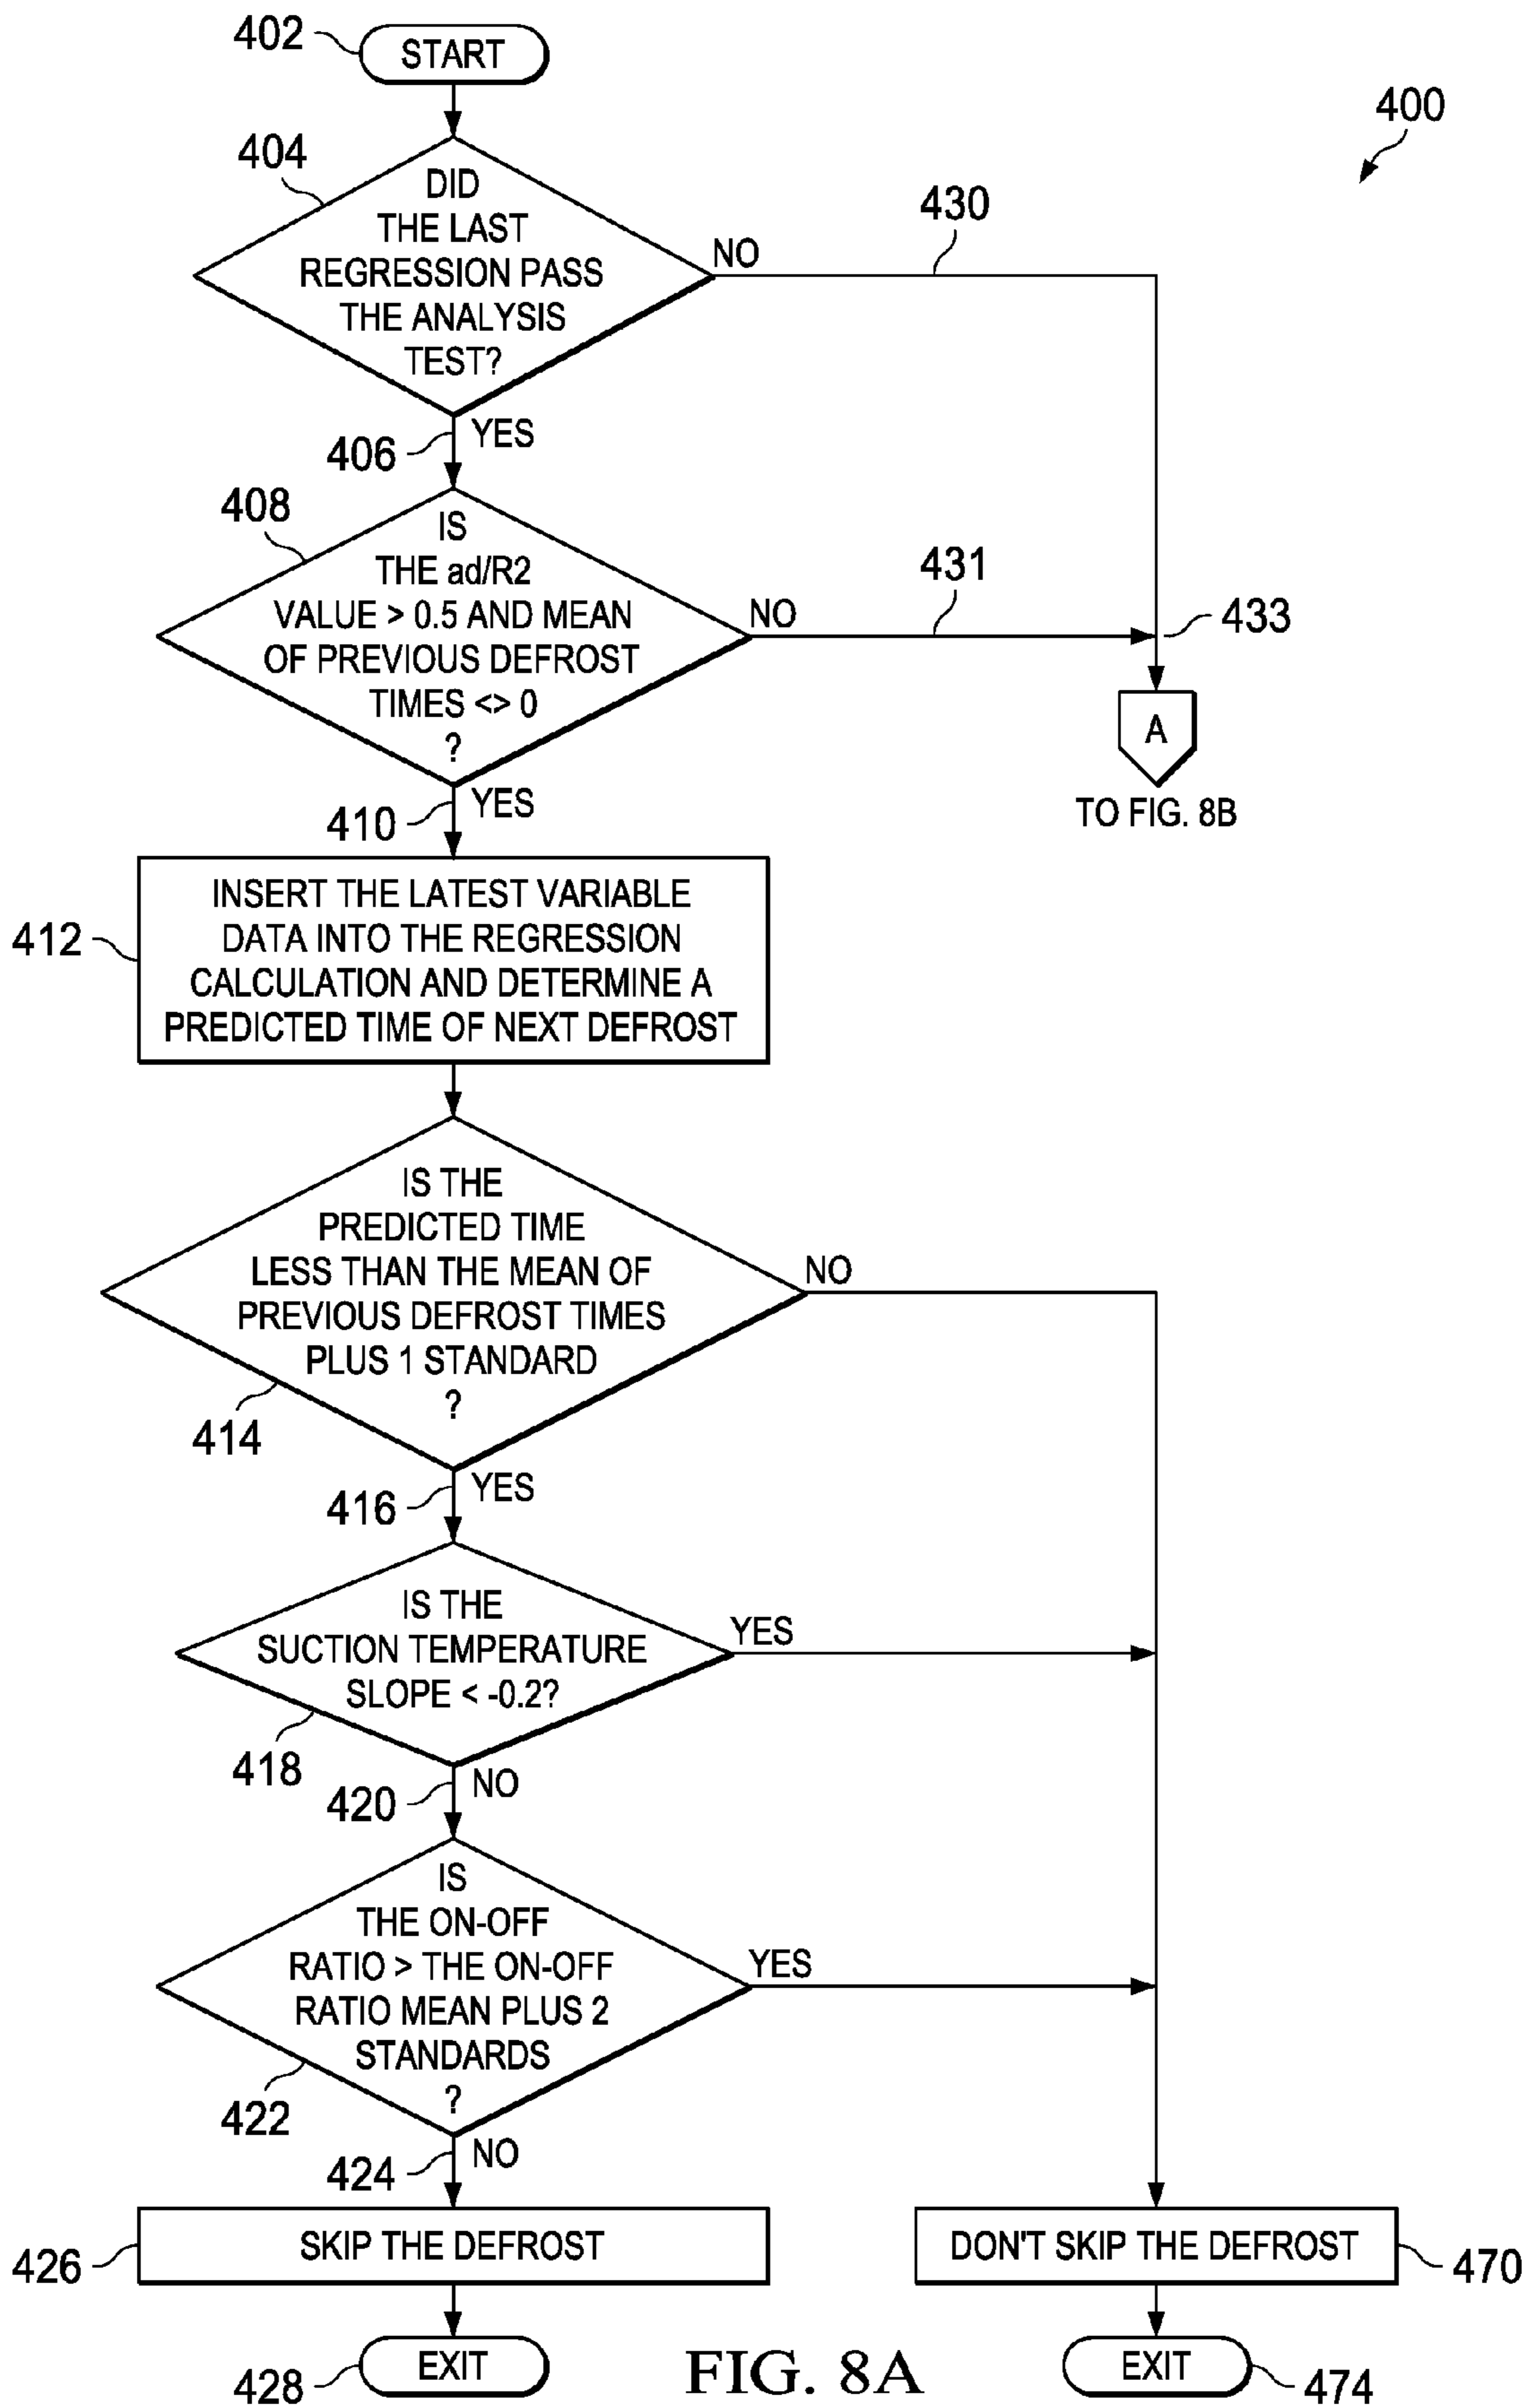 402
START
400
404
DID
THE LAST
REGRESSION PASS
THE ANALYSIS
TEST?
NO
430
406
YES
408
IS
THE ad/R2
VALUE > 0.5 AND MEAN
OF PREVIOUS DEFROST
TIMES <> 0
?
NO
431
433
A
TO FIG. 8B
410
YES
412
INSERT THE LATEST VARIABLE
DATA INTO THE REGRESSION
CALCULATION AND DETERMINE A
PREDICTED TIME OF NEXT DEFROST
IS THE
PREDICTED TIME
LESS THAN THE MEAN OF
PREVIOUS DEFROST TIMES
PLUS 1 STANDARD
?
NO
414
416
YES
IS THE
SUCTION TEMPERATURE
SLOPE < -0.2?
YES
418
420
NO
IS
THE ON-OFF
RATIO > THE ON-OFF
RATIO MEAN PLUS 2
STANDARDS
?
YES
422
424
NO
426
SKIP THE DEFROST
DON'T SKIP THE DEFROST
470
428
EXIT
FIG. 8A
EXIT
474